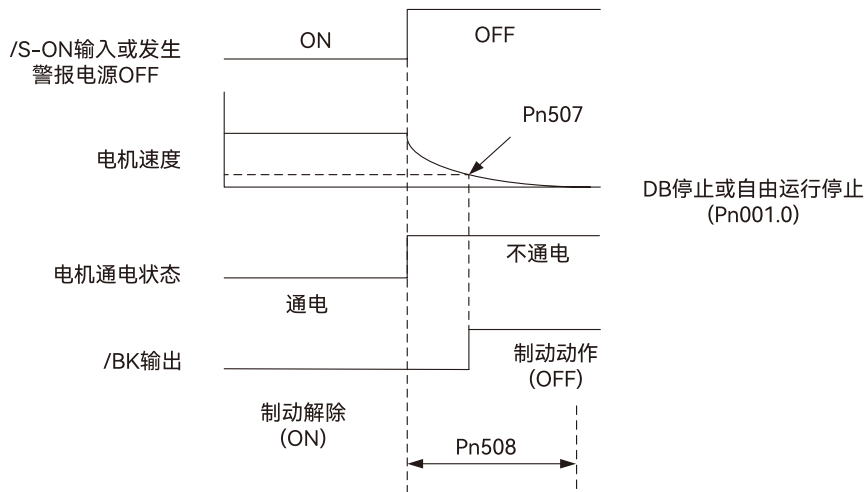 /S-ON输入或发生
警报电源OFF
ON
OFF
Pn507
电机速度
DB停止或自由运行停止
(Pn001.0)
电机通电状态
不通电
通电
/BK输出
制动动作
(OFF)
制动解除
(ON)
Pn508